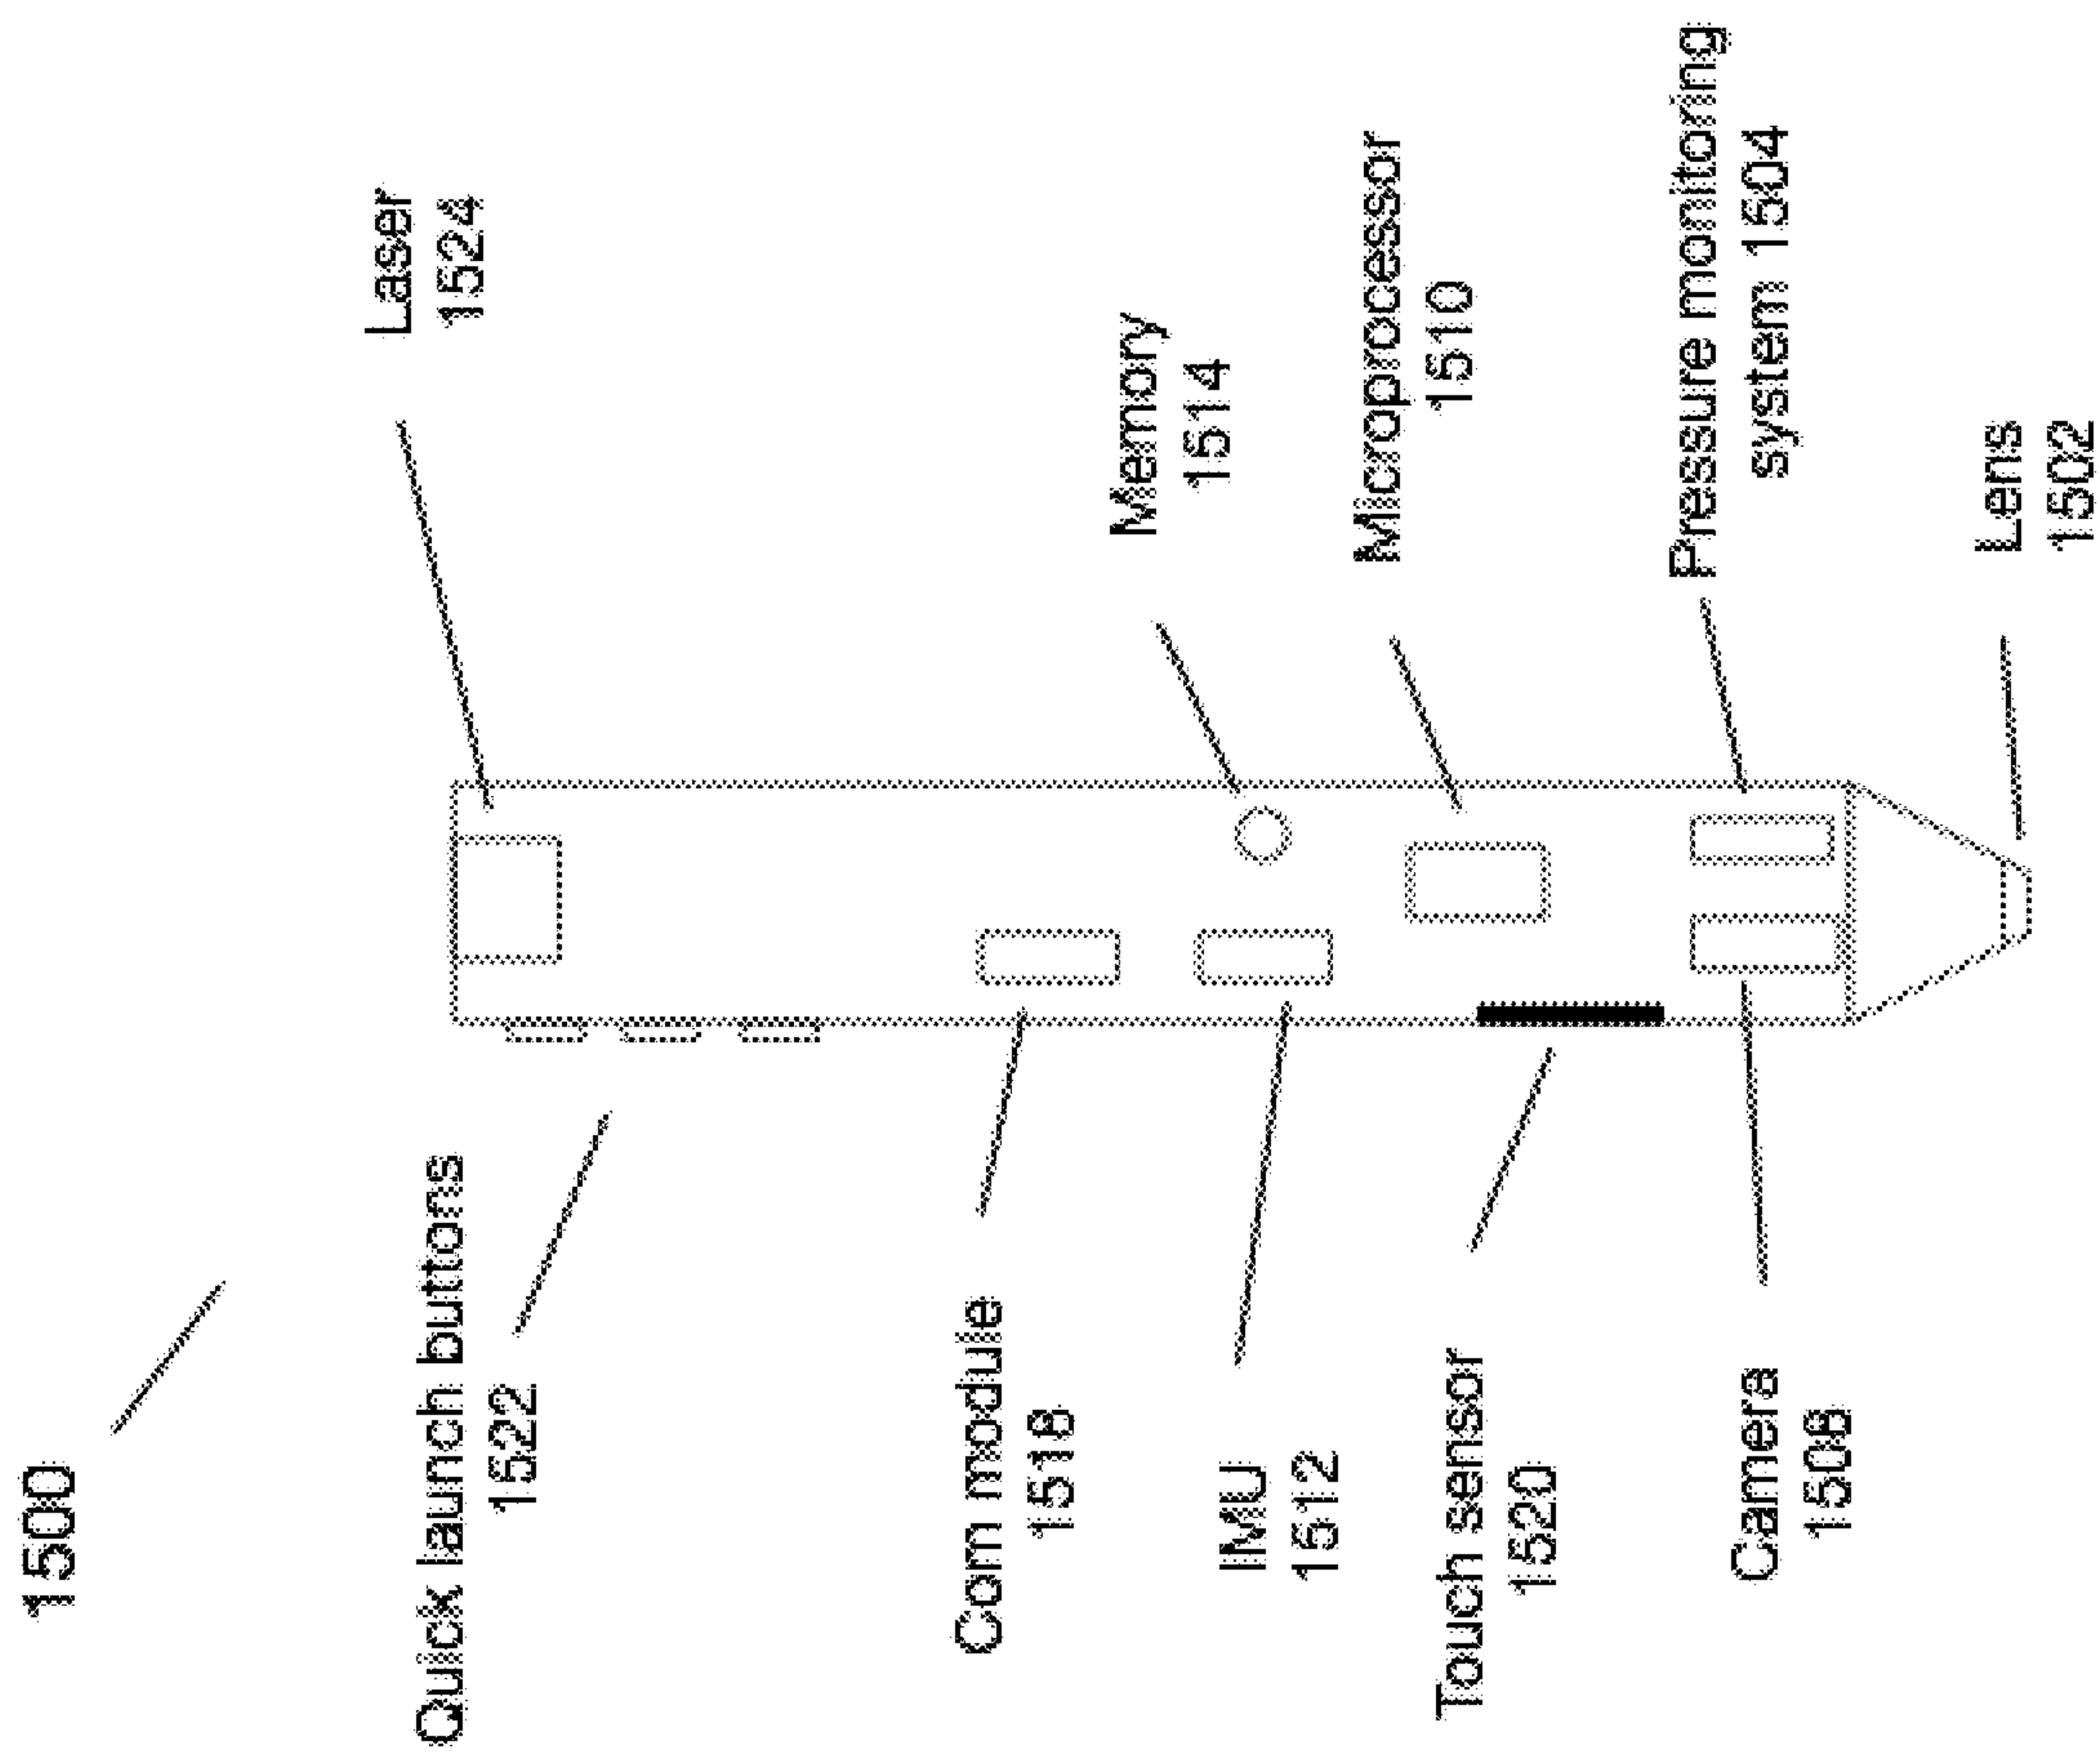 1500
Quick launch buttons
1522
Laser
1524
Com module
1518
Memory
1514
IMU
1512
Microprocessor
1510
Touch sensor
1520
Pressure monitoring
system 1504
Camera
1508
Lens
1502